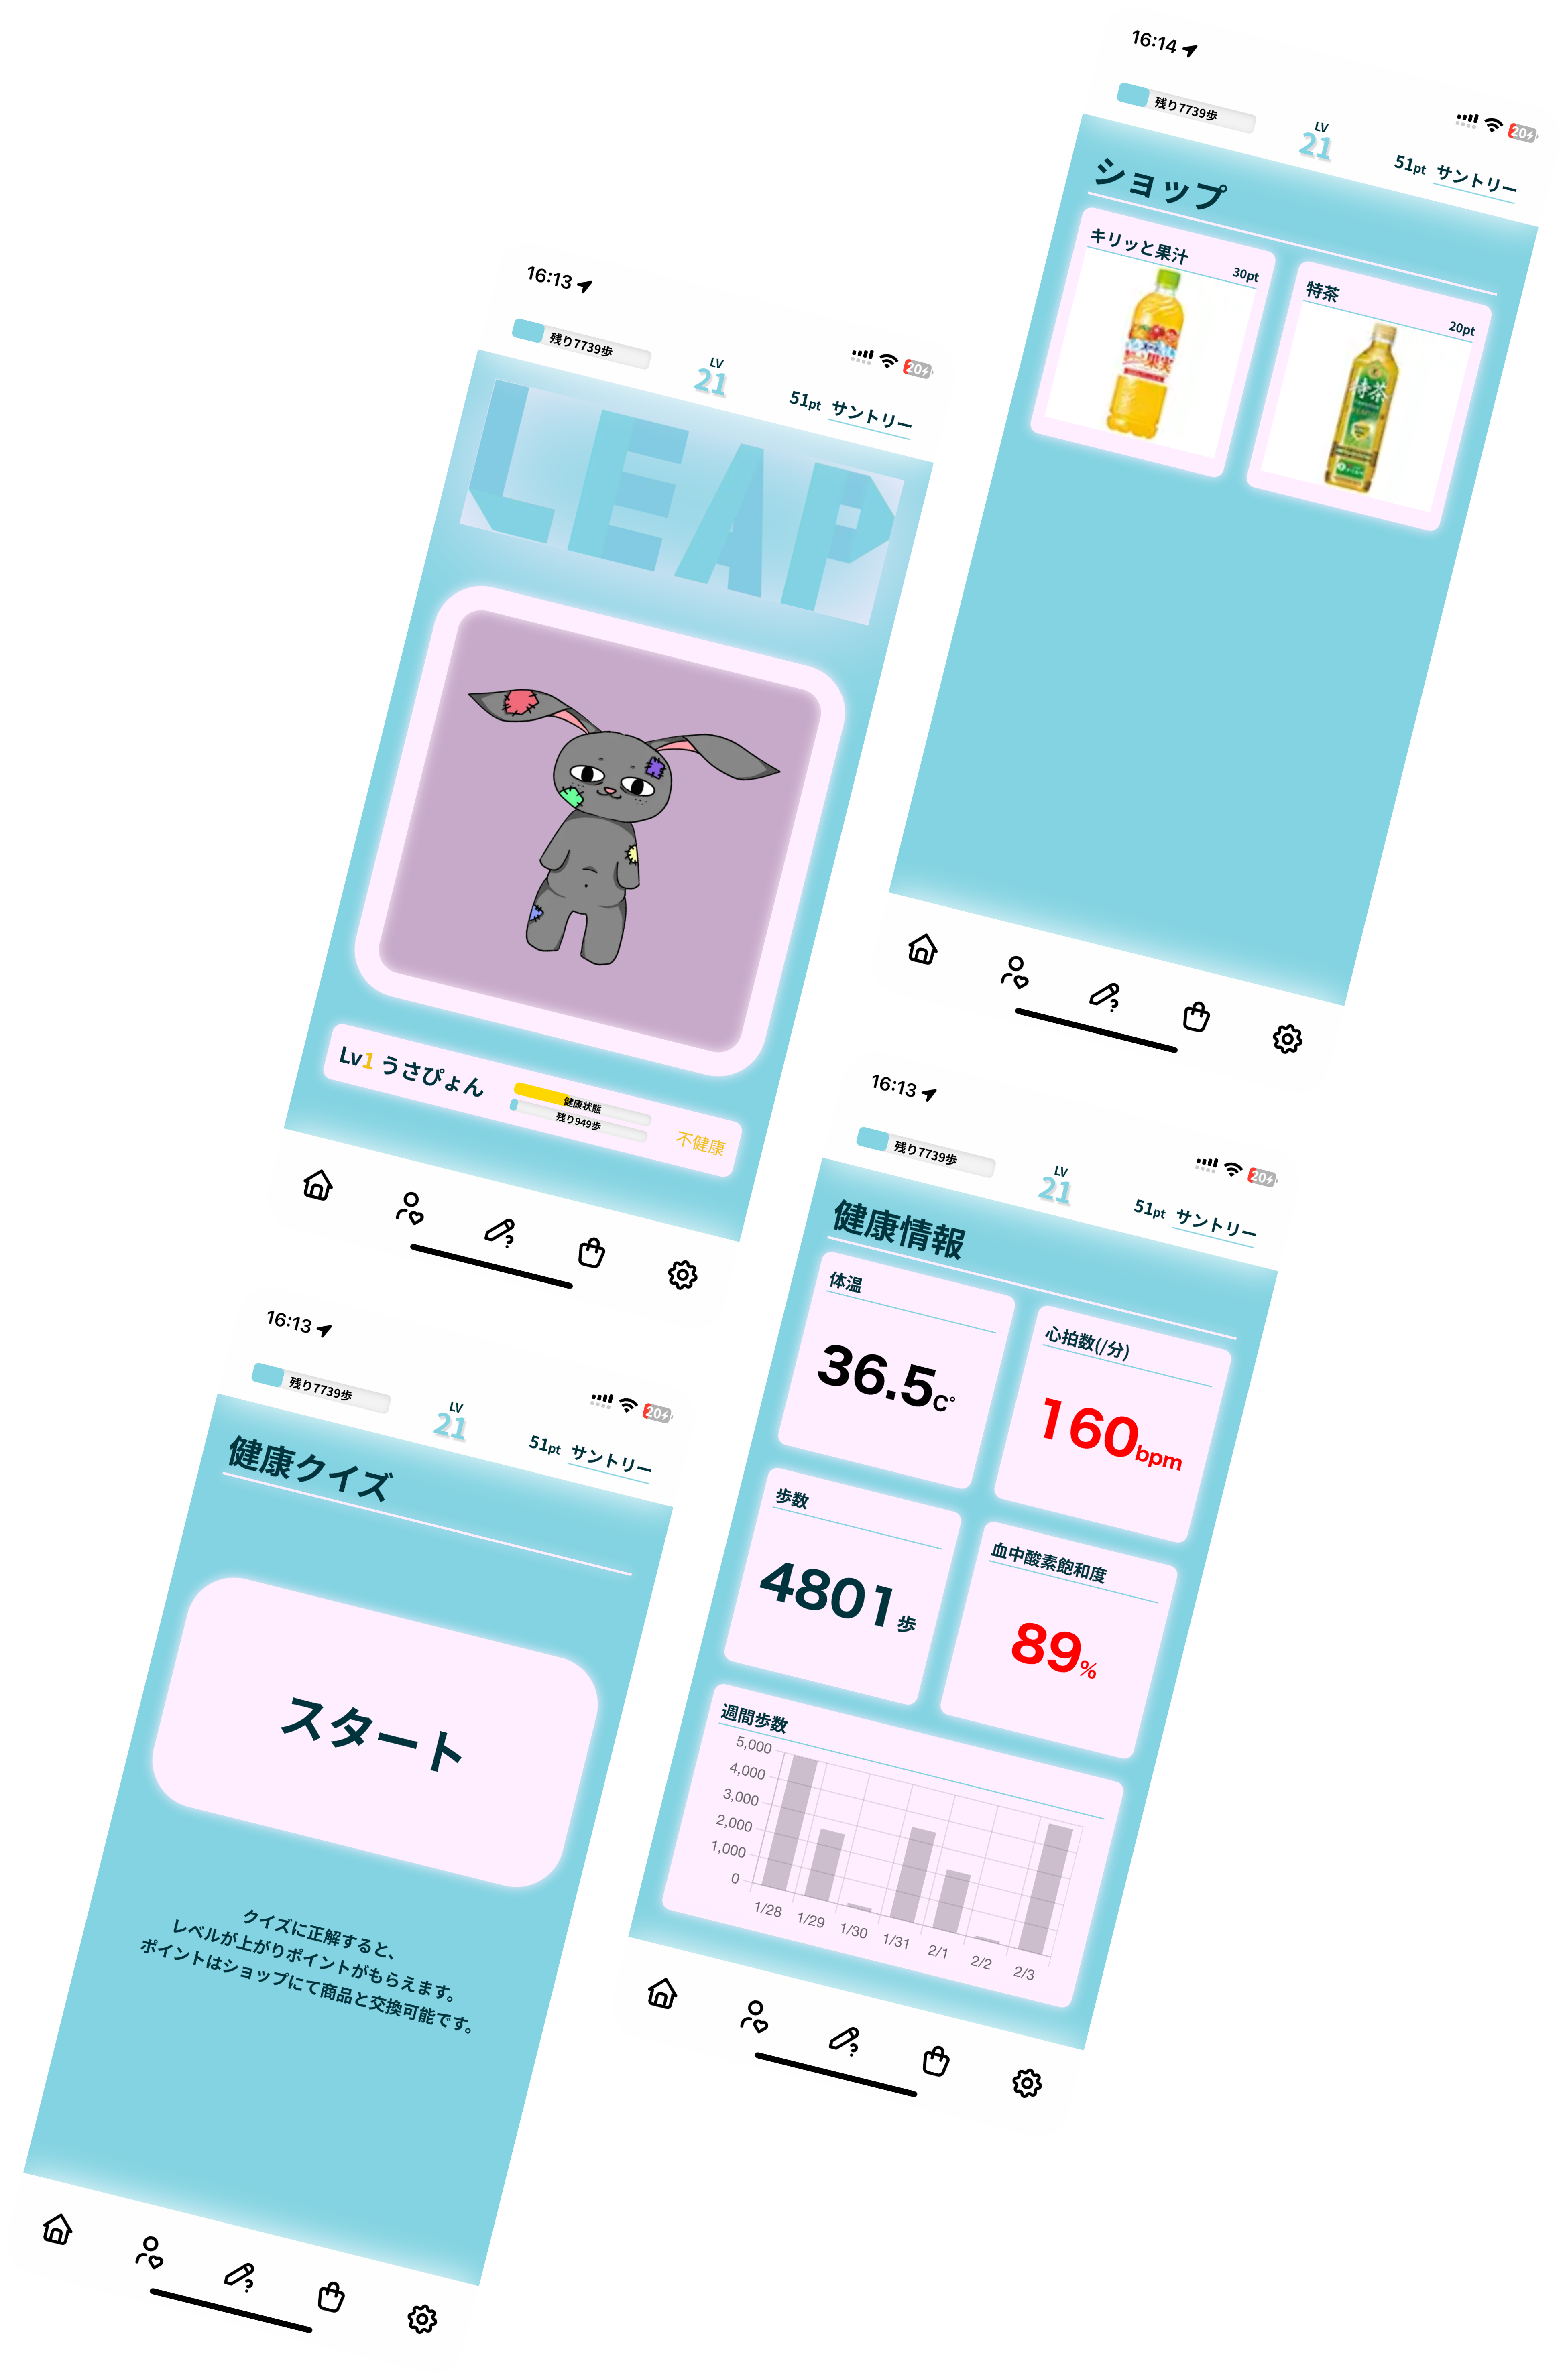 16:14
残り7739歩
LV
21
51pt サントリー
20
ショップ
キリッと果汁
30pt
特茶
20pt
果実
特茶
16:13
残り7739歩
LV
21
51pt サントリー
20
LEAP
Lv1 うさぴょん
健康状態
残り949歩
不健康
16:13
残り7739歩
LV
21
51pt サントリー
20
健康情報
体温
36.5C°
心拍数(/分)
160bpm
歩数
4801歩
血中酸素飽和度
89%
週間歩数
5,000
4,000
3,000
2,000
1,000
0
1/28 1/29 1/30 1/31 2/1 2/2 2/3
16:13
残り7739歩
LV
21
51pt サントリー
20
健康クイズ
スタート
クイズに正解すると、
レベルが上がりポイントがもらえます。
ポイントはショップにて商品と交換可能です。